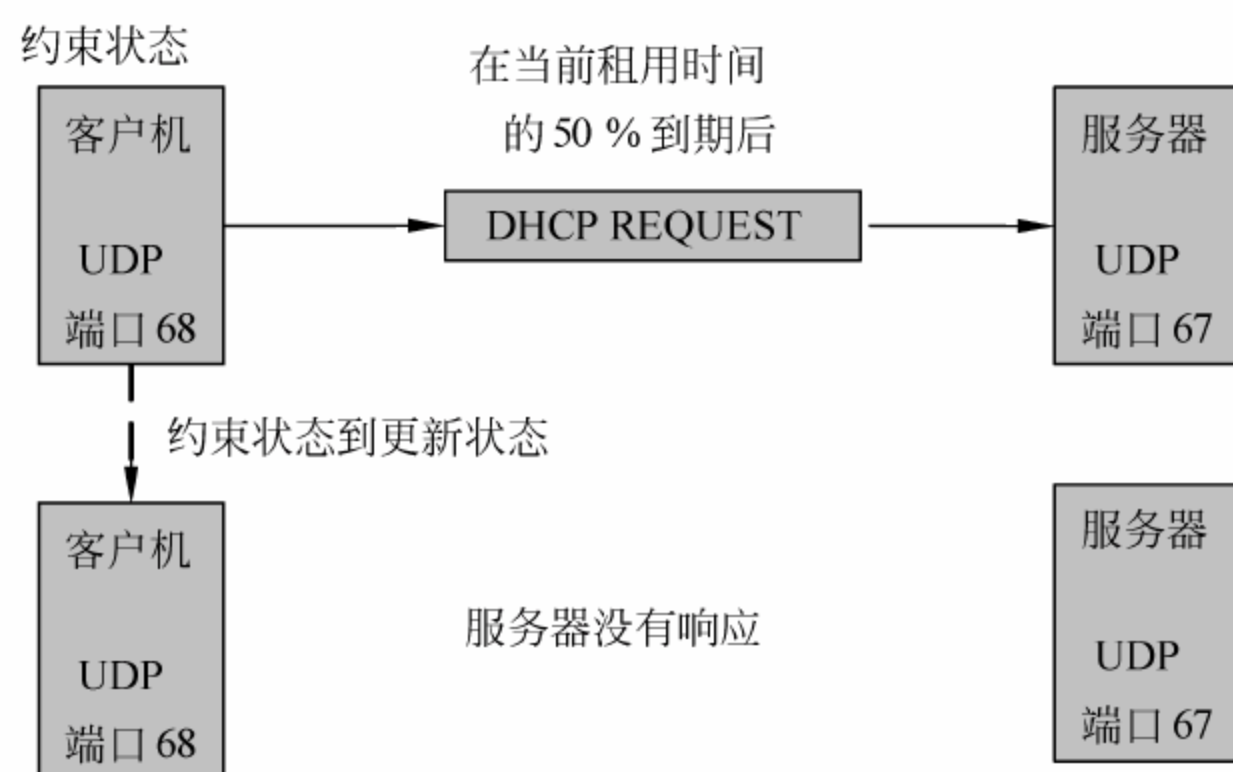 约束状态
在当前租用时间
的 50 % 到期后
客户机
UDP
端口 68
DHCP REQUEST
服务器
UDP
端口 67
约束状态到更新状态
客户机
UDP
端口 68
服务器没有响应
服务器
UDP
端口 67